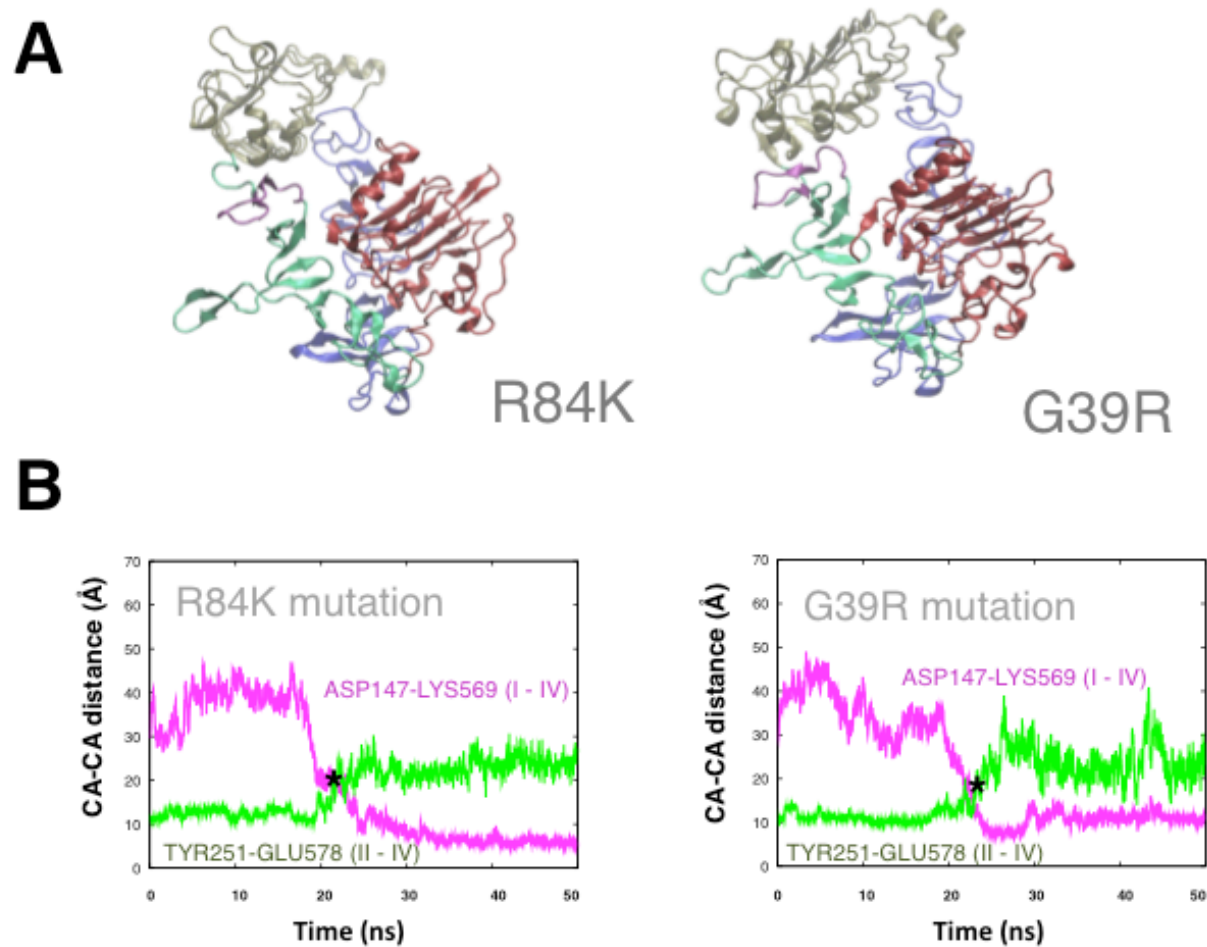 A
R84K
G39R
B
70
60
50
40
30
20
10
0
CA-CA distance (Å)
R84K mutation
ASP147-LYS569 (I - IV)
TYR251-GLU578 (II - IV)
0 10 20 30 40 50
Time (ns)
70
60
50
40
30
20
10
0
CA-CA distance (Å)
G39R mutation
ASP147-LYS569 (I - IV)
TYR251-GLU578 (II - IV)
0 10 20 30 40 50
Time (ns)